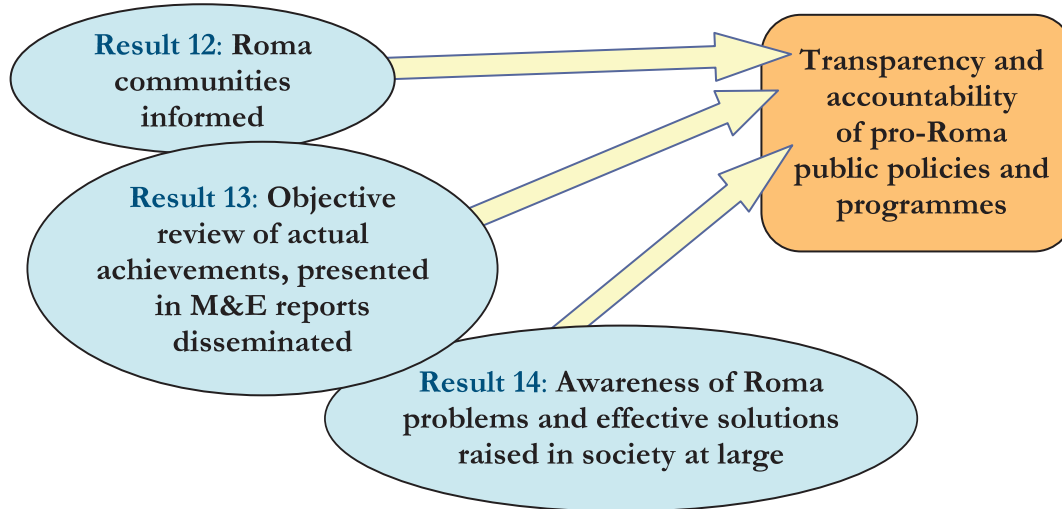 Result 12: Roma
communities
informed
Result 13: Objective
review of actual
achievements, presented
in M&E reports
disseminated
Result 14: Awareness of Roma
problems and effective solutions
raised in society at large
Transparency and
accountability
of pro-Roma
public policies and
programmes